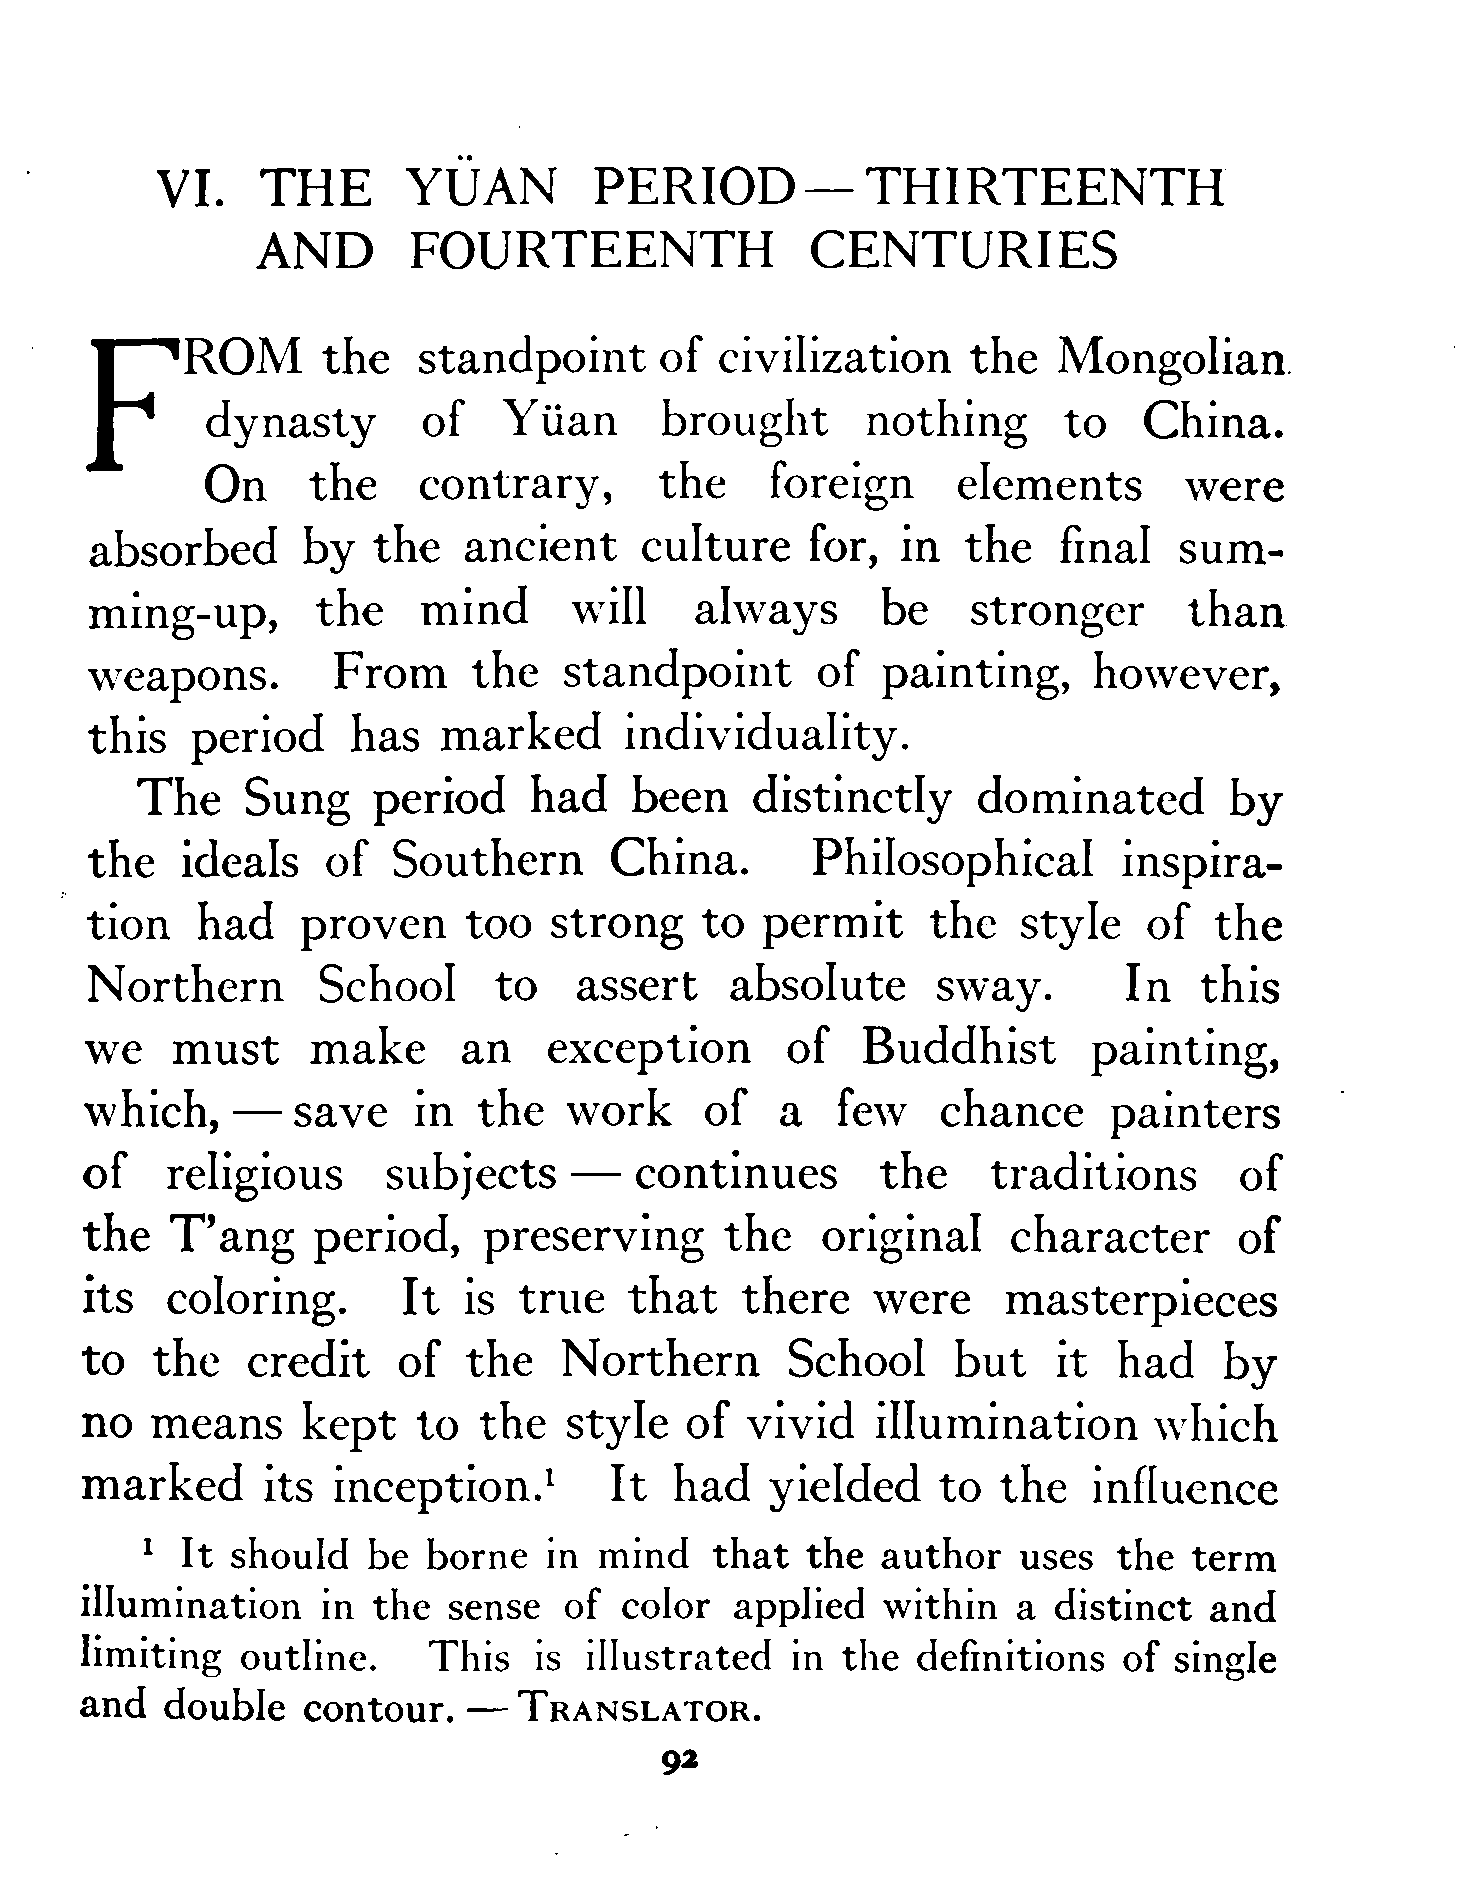 VI. THE YÜAN PERIOD — THIRTEENTH
AND FOURTEENTH CENTURIES
FROM the standpoint of civilization the Mongolian
dynasty of Yüan brought nothing to China.
On the contrary, the foreign elements were
absorbed by the ancient culture for, in the final sum-
ming-up, the mind will always be stronger than
weapons. From the standpoint of painting, however,
this period has marked individuality.
The Sung period had been distinctly dominated by
the ideals of Southern China. Philosophical inspira-
tion had proven too strong to permit the style of the
Northern School to assert absolute sway. In this
we must make an exception of Buddhist painting,
which, — save in the work of a few chance painters
of religious subjects — continues the traditions of
the T’ang period, preserving the original character of
its coloring. It is true that there were masterpieces
to the credit of the Northern School but it had by
no means kept to the style of vivid illumination which
marked its inception.¹ It had yielded to the influence
¹ It should be borne in mind that the author uses the term
illumination in the sense of color applied within a distinct and
limiting outline. This is illustrated in the definitions of single
and double contour. — TRANSLATOR.
92